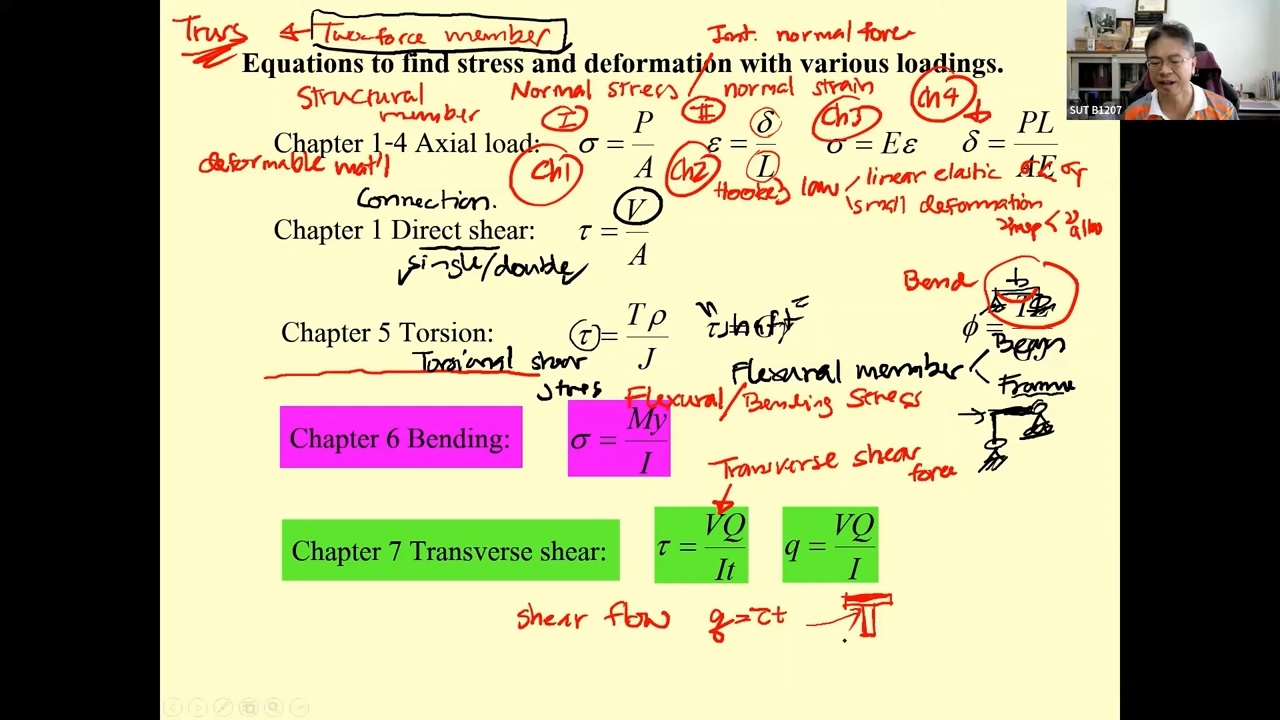 Truss ← Two-force member
Int. normal force
Equations to find stress and deformation with various loadings.
Structural member
Normal stress
normal strain
Ch4
SUT B1207
I
II
Ch3
Chapter 1-4 Axial load: σ = P/A ε = δ/L σ = Eε δ = PL/AE
deformable mat'l
Ch1
Ch2
Hooke's law
linear elastic
small deformation
Connection.
Chapter 1 Direct shear: τ = V/A
single/double
Bend
Chapter 5 Torsion: τ = Tρ/J
shaft
φ =
Torsional shear stress
Flexural member
Beam
Frame
Flexural/Bending Stress
Chapter 6 Bending: σ = My/I
Transverse shear force
Chapter 7 Transverse shear: τ = VQ/It q = VQ/I
shear flow q=τt